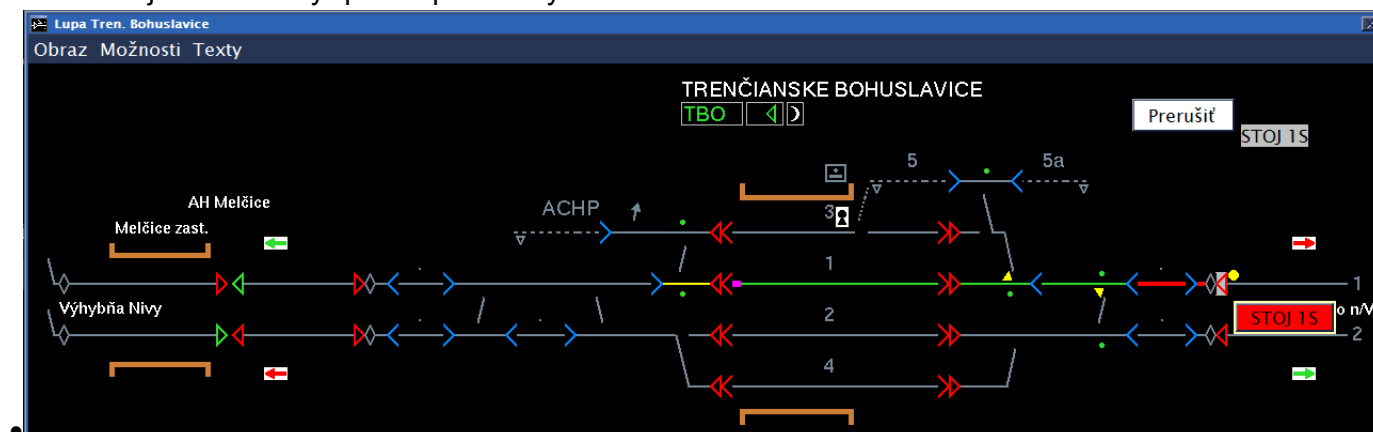 Lupa Tren. Bohuslavice
Obraz Možnosti Texty
TRENČIANSKE BOHUSLAVICE
TBO
Prerušiť
STOJ 1S
5
5a
AH Melčice
ACHP
3
Melčice zast.
1
1
Výhybňa Nivy
2
STOJ 1S
o n/V
2
4